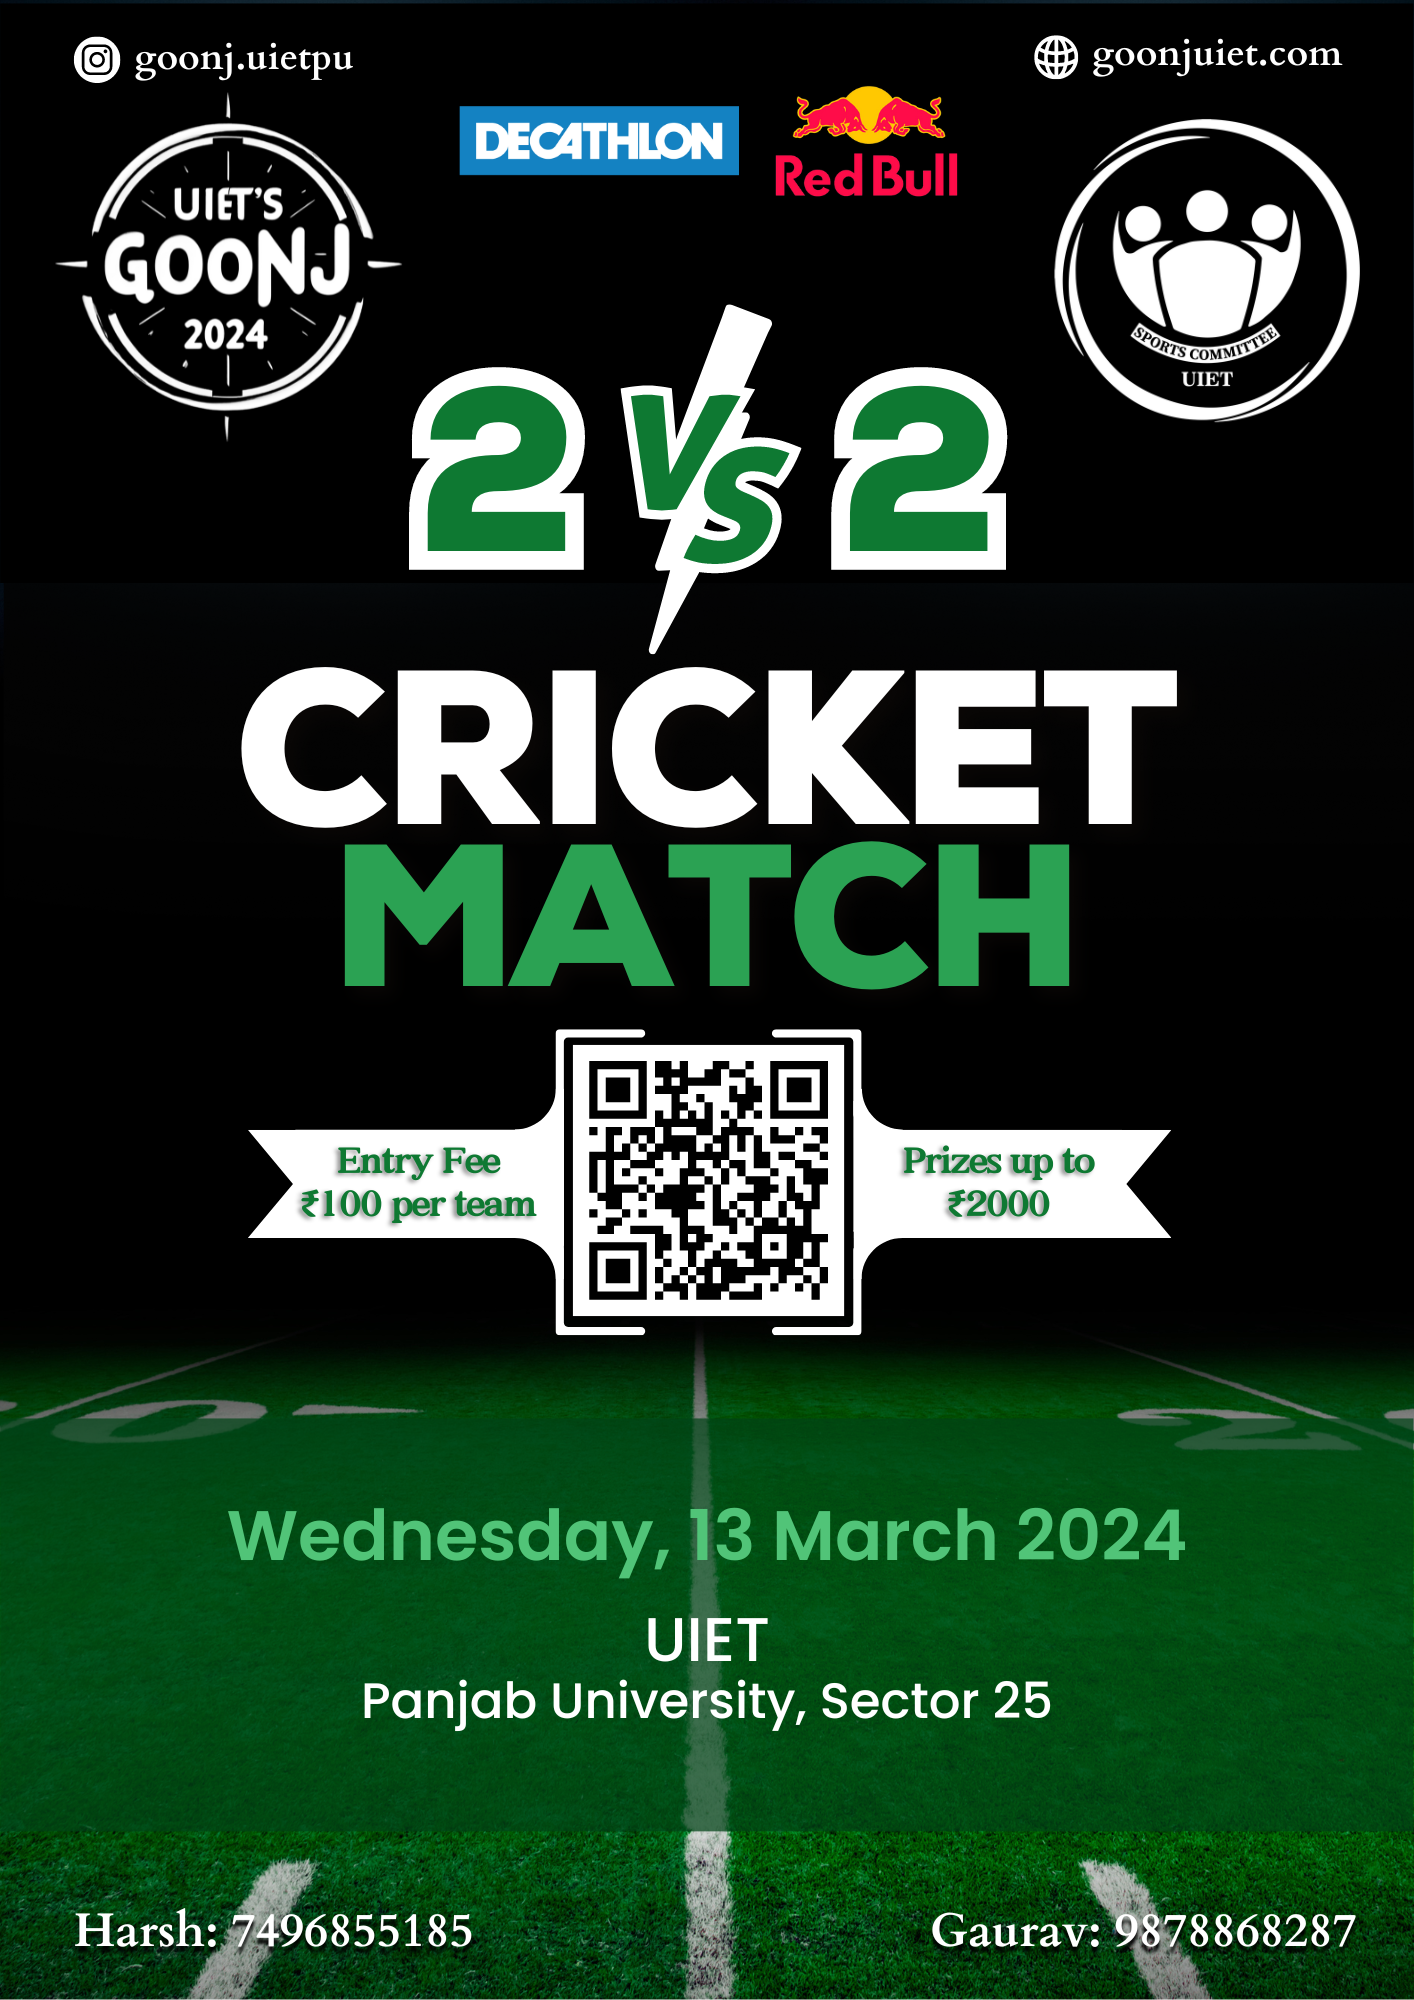 goonj.uietpu
goonjuiet.com
DECATHLON
Red Bull
UIET'S
GOONJ
2024
SPORTS COMMITTEE
UIET
2 VS 2
CRICKET
MATCH
Entry Fee
₹100 per team
Prizes up to
₹2000
Wednesday, 13 March 2024
UIET
Panjab University, Sector 25
Harsh: 7496855185
Gaurav: 9878868287